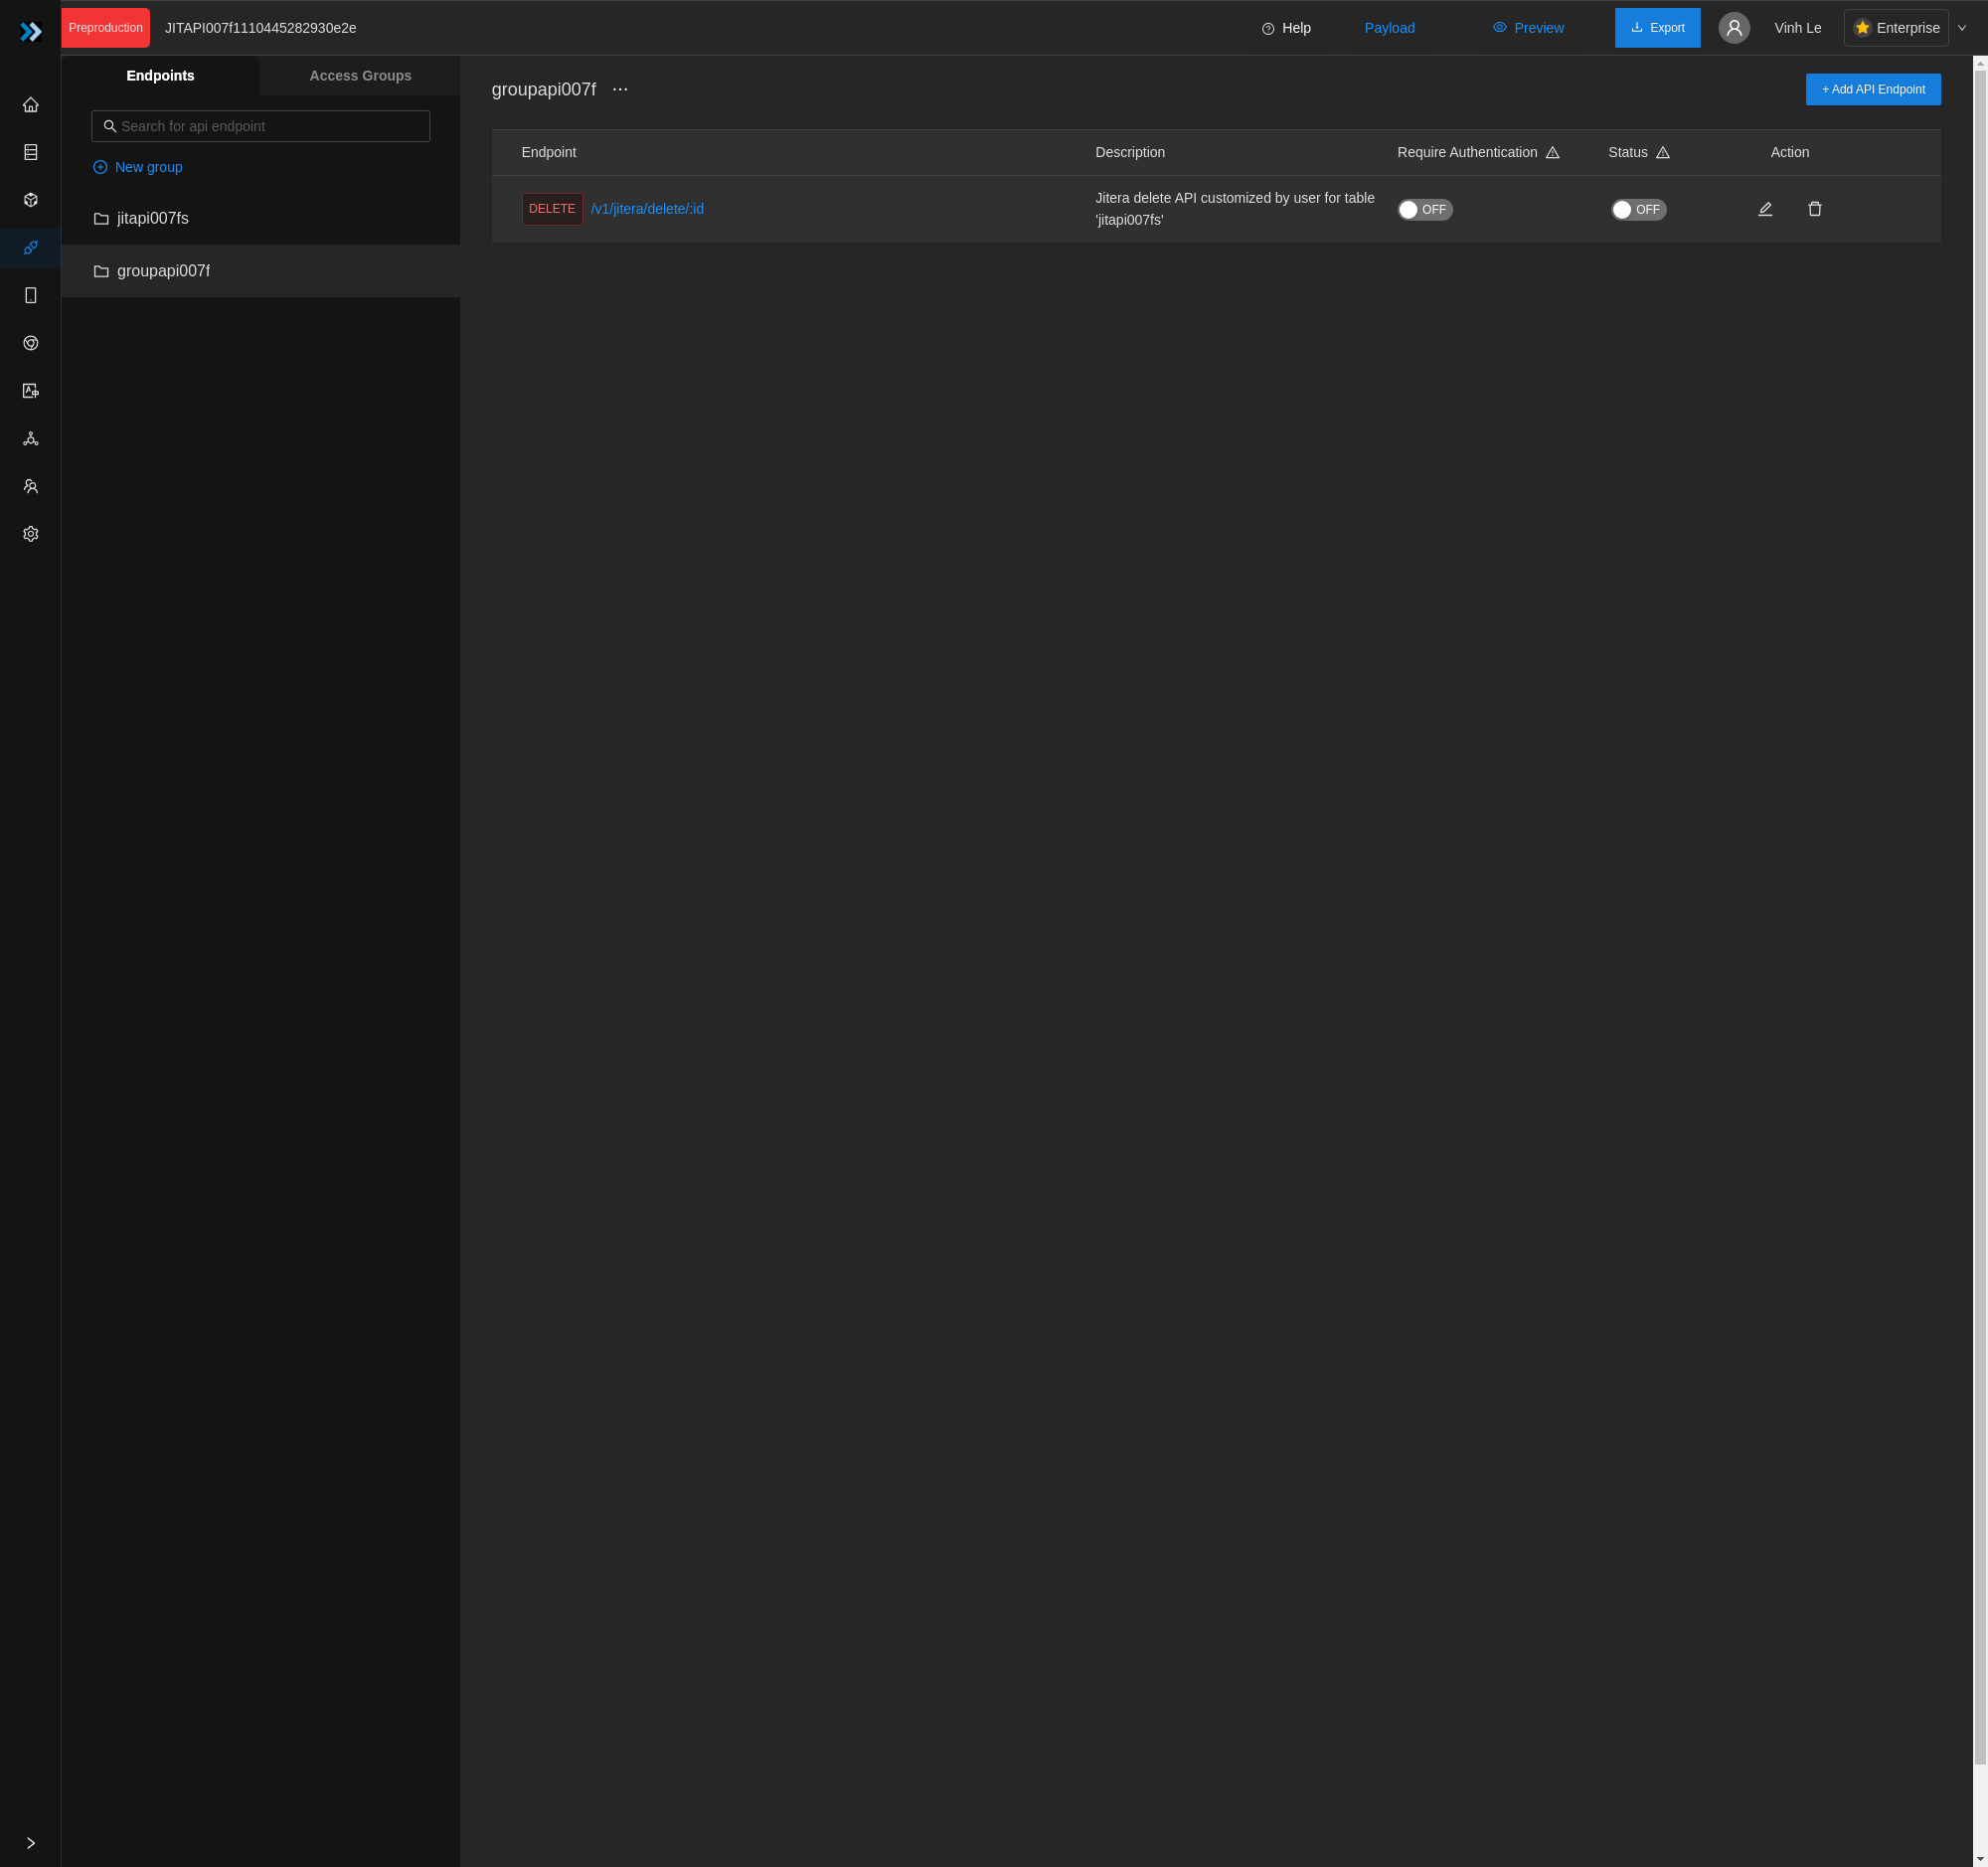 Preproduction
JITAPI007f1110445282930e2e
Help
Payload
Preview
Export
Vinh Le
Enterprise
Endpoints
Access Groups
Search for api endpoint
New group
jitapi007fs
groupapi007f
groupapi007f ···
+ Add API Endpoint
Endpoint
Description
Require Authentication
Status
Action
DELETE
/v1/jitera/delete/:id
Jitera delete API customized by user for table
'jitapi007fs'
OFF
OFF